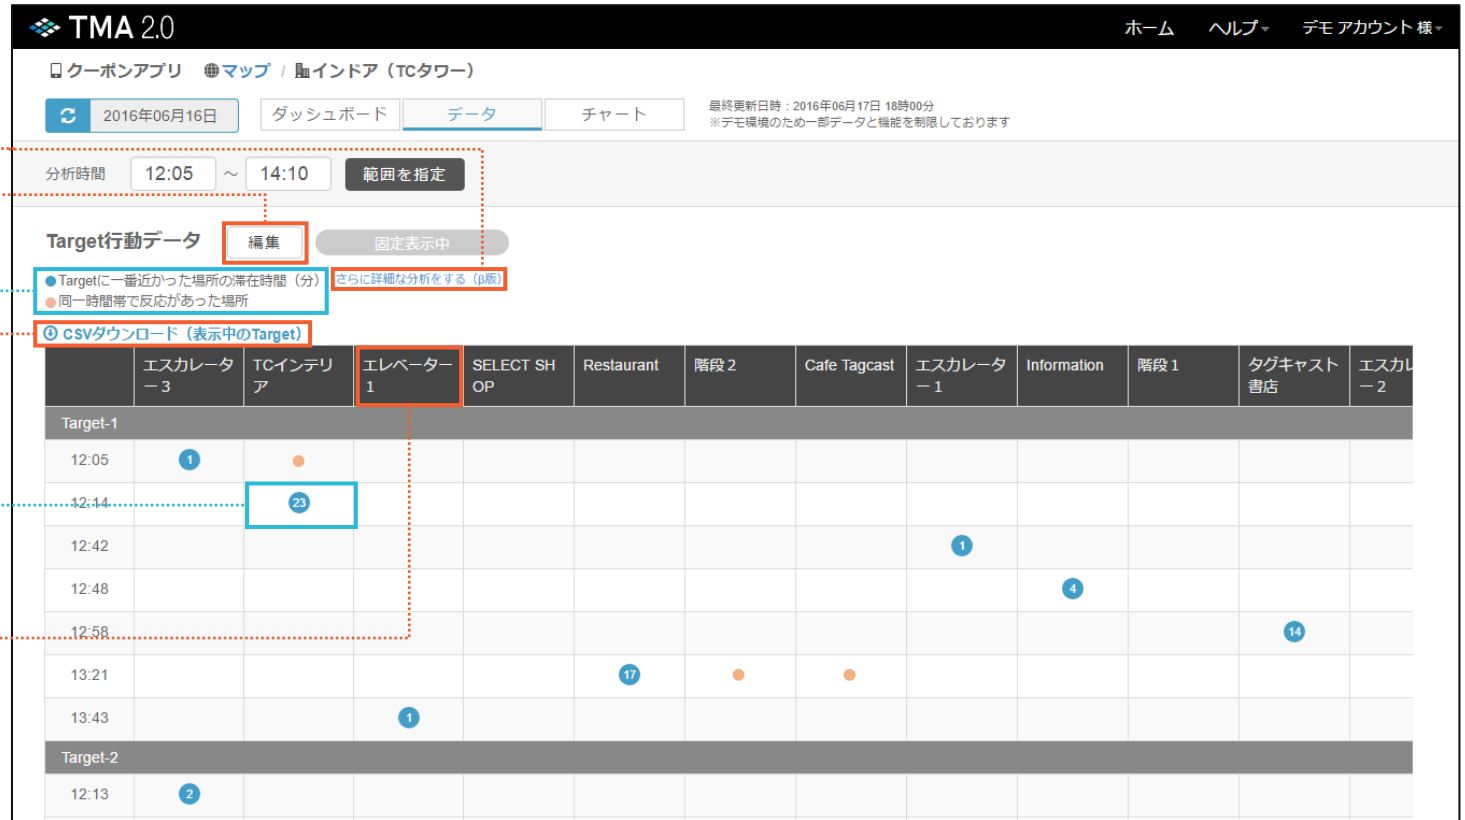 TMA 2.0
ホーム ヘルプ デモ アカウント 様
クーポンアプリ マップ / インドア（TCタワー）
2016年06月16日 ダッシュボード データ チャート
最終更新日時：2016年06月17日 18時00分
※デモ環境のため一部データと機能を制限しております
分析時間 12:05 ～ 14:10 範囲を指定
Target行動データ 編集 固定表示中
Targetに一番近かった場所の滞在時間（分） さらに詳細な分析をする（β版）
同一時間帯で反応があった場所
CSVダウンロード（表示中のTarget）
エスカレーター3 TCインテリア エレベーター1 SELECT SHOP Restaurant 階段2 Cafe Tagcast エスカレーター1 Information 階段1 タグキャスト書店 エスカレ ー2
Target-1
12:05 1
12:14 23
12:42 1
12:48 4
12:58 14
13:21 17
13:43 1
Target-2
12:13 2